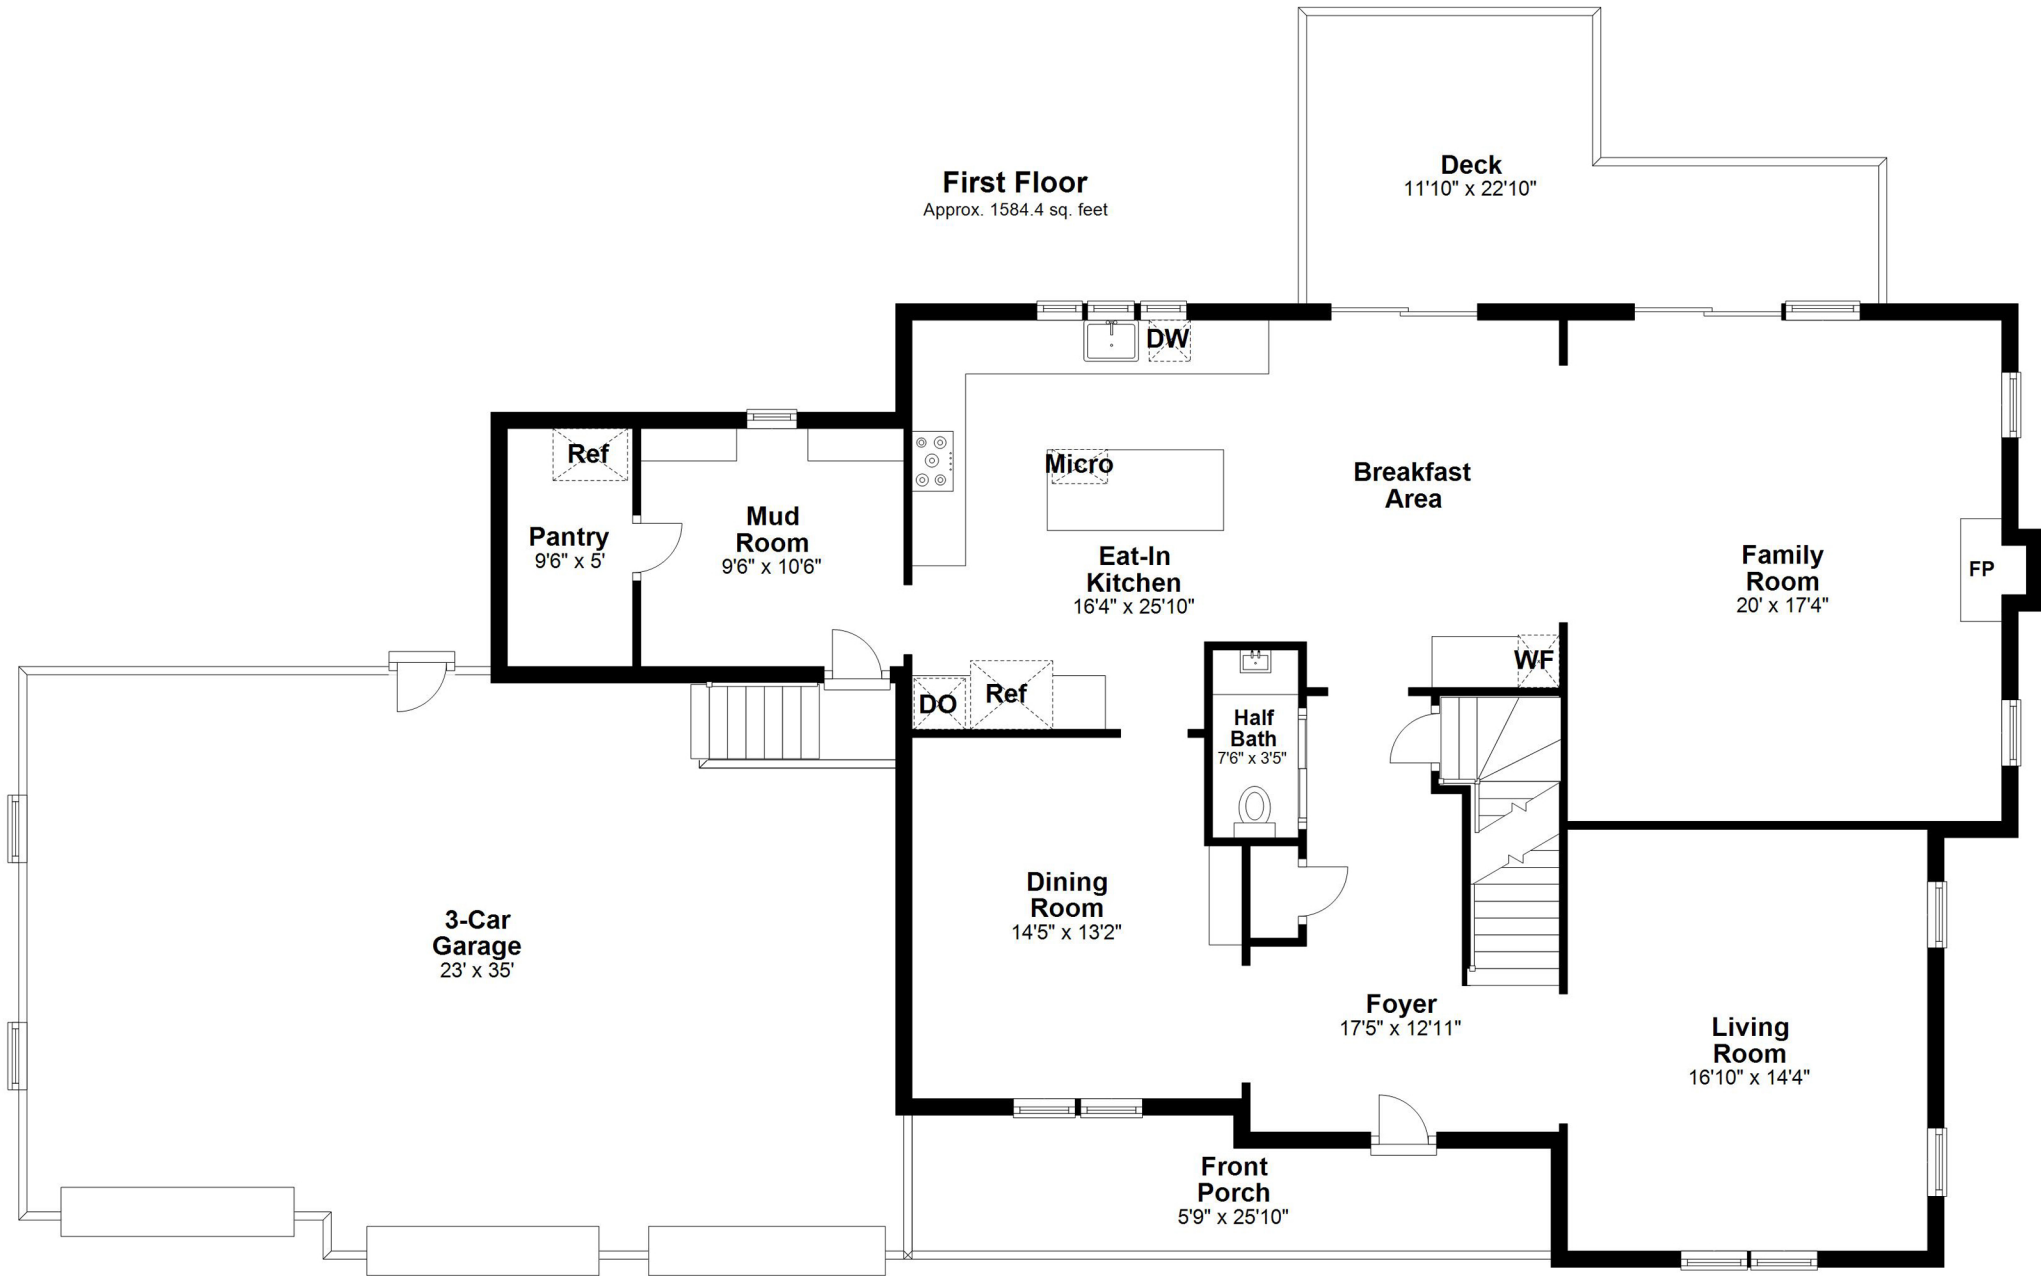 First Floor
Approx. 1584.4 sq. feet
Deck
11'10" x 22'10"
DW
Ref
Pantry
9'6" x 5'
Mud
Room
9'6" x 10'6"
Micro
Eat-In
Kitchen
16'4" x 25'10"
Breakfast
Area
Family
Room
20' x 17'4"
FP
WF
DO
Ref
Half
Bath
7'6" x 3'5"
3-Car
Garage
23' x 35'
Dining
Room
14'5" x 13'2"
Foyer
17'5" x 12'11"
Living
Room
16'10" x 14'4"
Front
Porch
5'9" x 25'10"